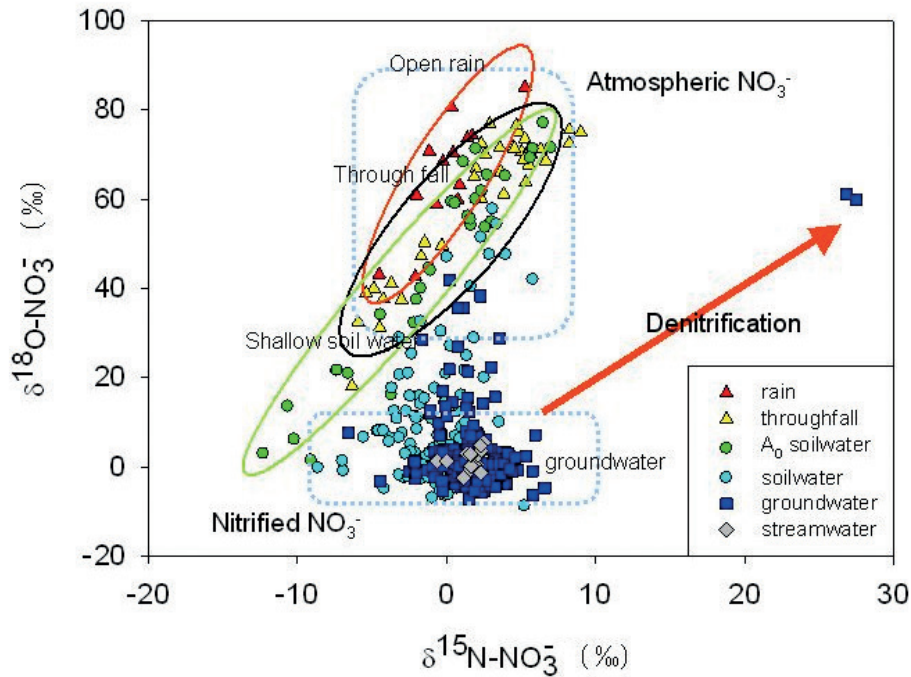 100
80
60
40
20
0
-20
δ18O-NO3- (‰)
Open rain
Atmospheric NO3-
Through fall
Shallow soil water
Denitrification
rain
throughfall
A0 soilwater
soilwater
groundwater
streamwater
groundwater
Nitrified NO3-
-20 -10 0 10 20 30
δ15N-NO3- (‰)